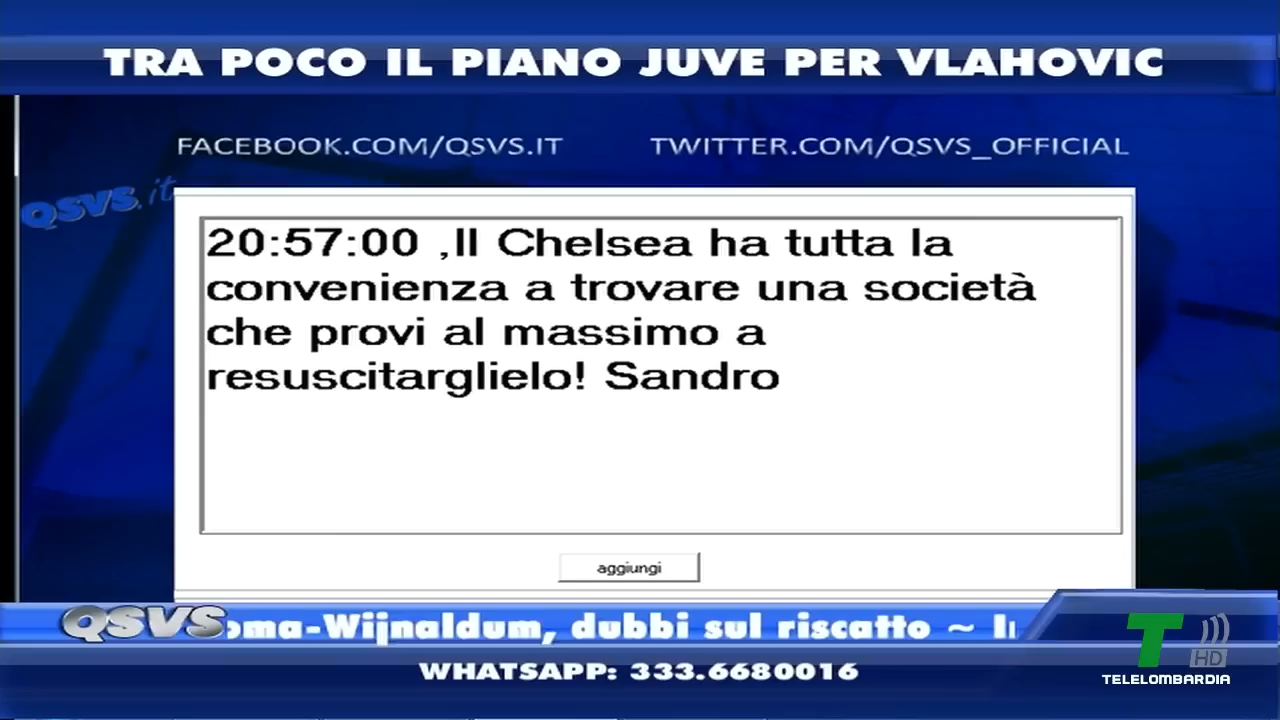 TRA POCO IL PIANO JUVE PER VLAHOVIC
FACEBOOK.COM/QSVS.IT TWITTER.COM/QSVS_OFFICIAL
QSVS.it
20:57:00 ,Il Chelsea ha tutta la
convenienza a trovare una società
che provi al massimo a
resuscitarglielo! Sandro
aggiungi
QSVS oma-Wijnaldum, dubbi sul riscatto ~
WHATSAPP: 333.6680016
T HD
TELELOMBARDIA